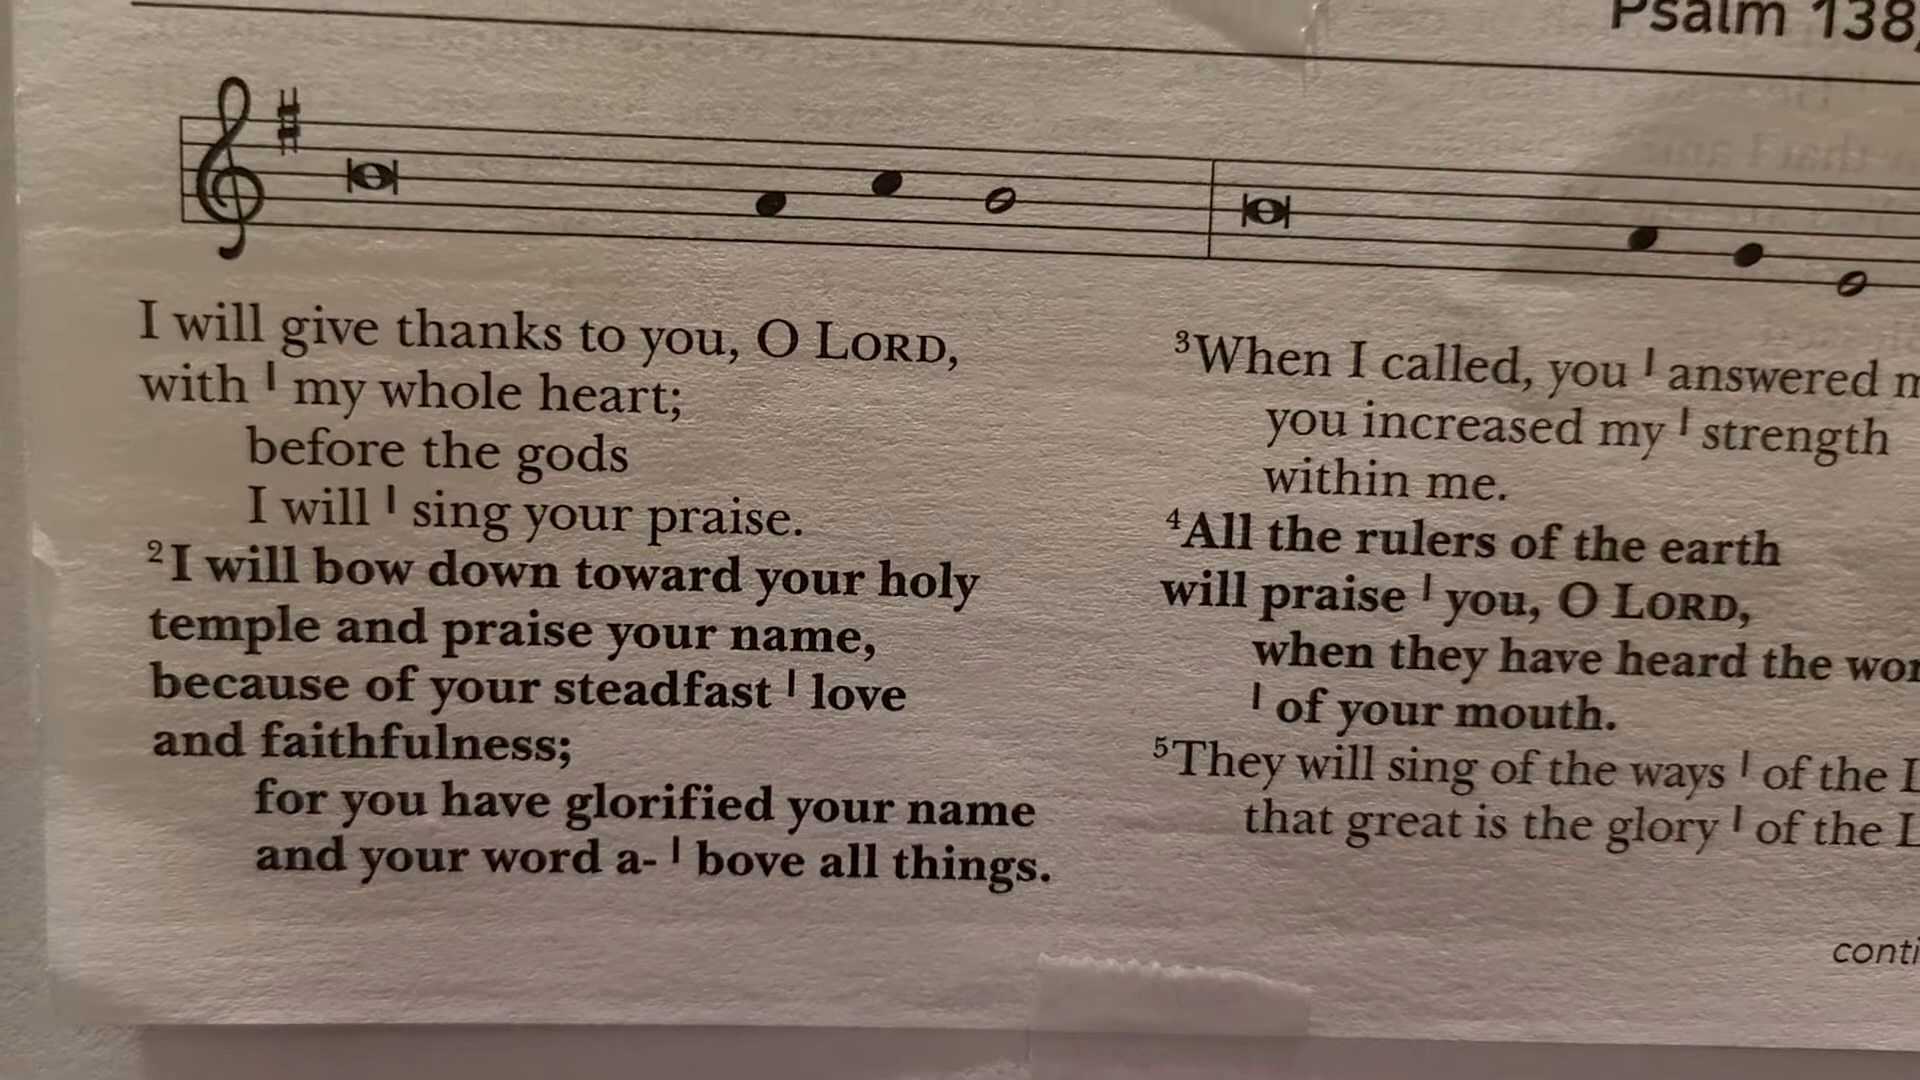 Psalm 138,
I will give thanks to you, O LORD,
with | my whole heart;
before the gods
I will | sing your praise.
²I will bow down toward your holy
temple and praise your name,
because of your steadfast | love
and faithfulness;
for you have glorified your name
and your word a- | bove all things.
³When I called, you | answered
you increased my | strength
within me.
⁴All the rulers of the earth
will praise | you, O LORD,
when they have heard the
| of your mouth.
⁵They will sing of the ways | of the
that great is the glory | of the